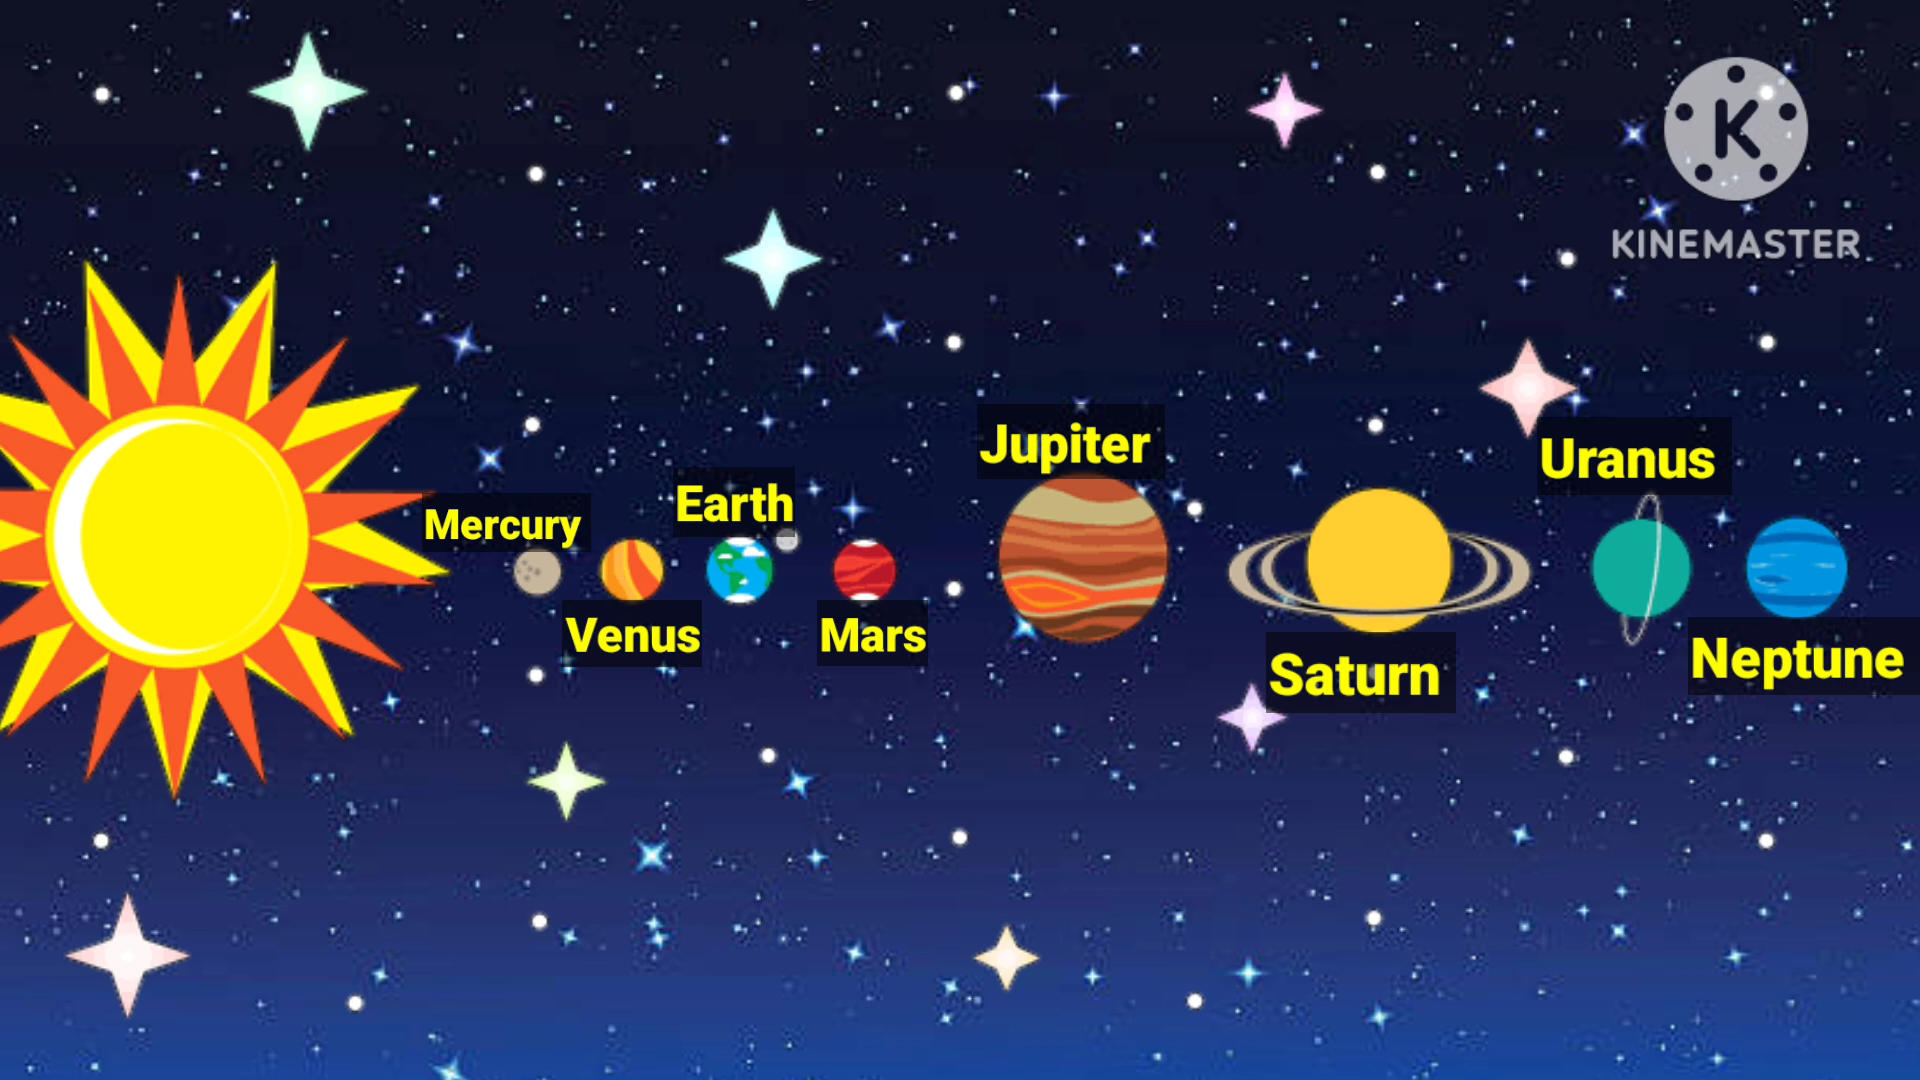 K
KINEMASTER
Mercury
Venus
Earth
Mars
Jupiter
Saturn
Uranus
Neptune